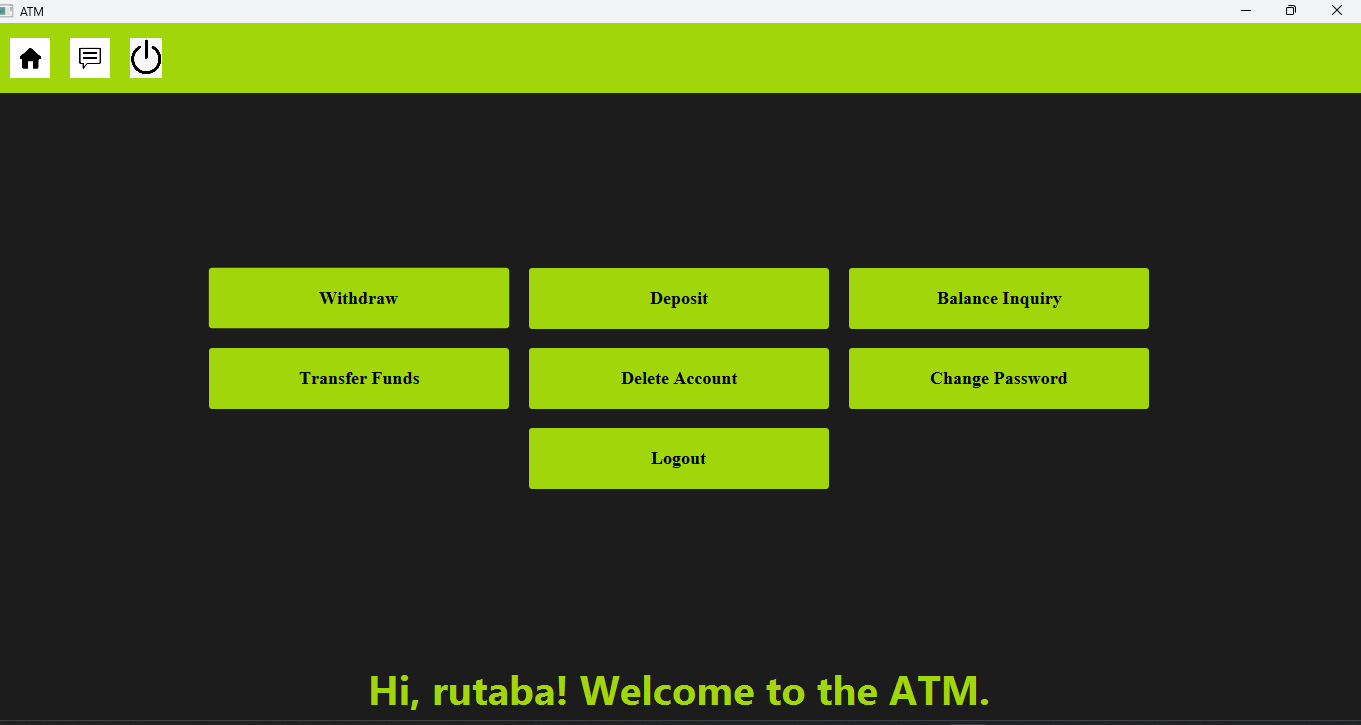 ATM
Withdraw
Deposit
Balance Inquiry
Transfer Funds
Delete Account
Change Password
Logout
Hi, rutaba! Welcome to the ATM.